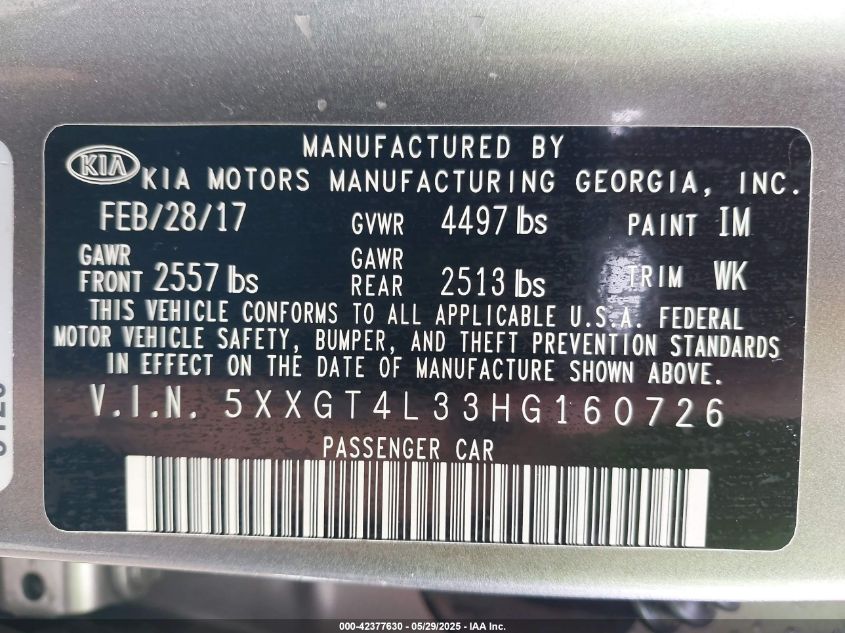 MANUFACTURED BY
KIA KIA MOTORS MANUFACTURING GEORGIA, INC.
FEB/28/17 GVWR 4497 lbs PAINT IM
GAWR FRONT 2557 lbs GAWR REAR 2513 lbs TRIM WK
THIS VEHICLE CONFORMS TO ALL APPLICABLE U.S.A. FEDERAL
MOTOR VEHICLE SAFETY, BUMPER, AND THEFT PREVENTION STANDARDS
IN EFFECT ON THE DATE OF MANUFACTURE SHOWN ABOVE.
V.I.N. 5XXGT4L33HG160726
PASSENGER CAR
000-42377630 - 05/29/2025 - IAA Inc.